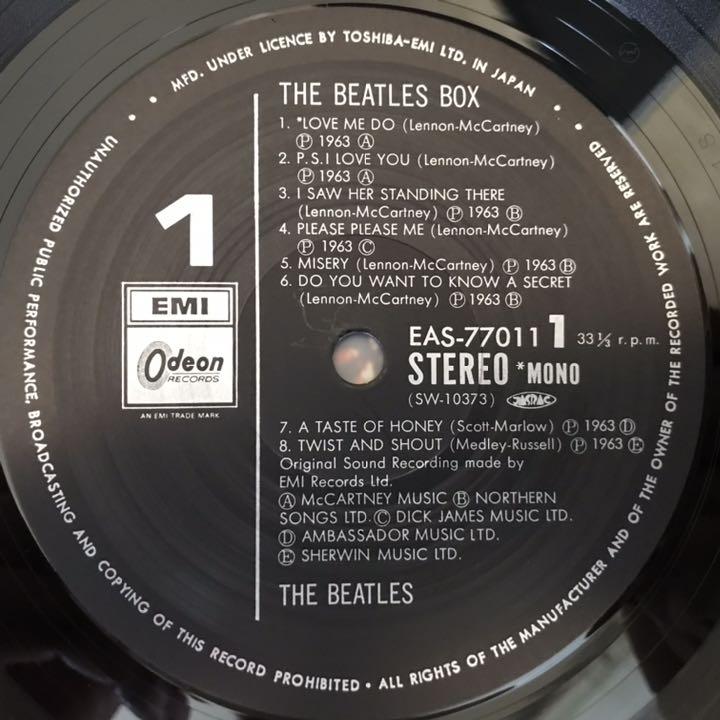 MFD. UNDER LICENCE BY TOSHIBA-EMI LTD. IN JAPAN
UNAUTHORIZED PUBLIC PERFORMANCE, BROADCASTING AND COPYING OF THIS RECORD PROHIBITED • ALL RIGHTS OF THE MANUFACTURER AND OF THE OWNER OF THE RECORDED WORK ARE RESERVED
THE BEATLES BOX
1. *LOVE ME DO (Lennon-McCartney)
Ⓟ 1963 Ⓐ
2. P.S.I LOVE YOU (Lennon-McCartney)
Ⓟ 1963 Ⓐ
3. I SAW HER STANDING THERE
(Lennon-McCartney) Ⓟ 1963 Ⓑ
4. PLEASE PLEASE ME (Lennon-McCartney)
Ⓟ 1963 Ⓒ
5. MISERY (Lennon-McCartney) Ⓟ 1963 Ⓑ
6. DO YOU WANT TO KNOW A SECRET
(Lennon-McCartney) Ⓟ 1963 Ⓑ
1
EMI
Odeon
RECORDS
AN EMI TRADE MARK
EAS-77011 1 33⅓ r.p.m.
STEREO *MONO
(SW-10373) JASRAC
7. A TASTE OF HONEY (Scott-Marlow) Ⓟ 1963 Ⓓ
8. TWIST AND SHOUT (Medley-Russell) Ⓟ 1963 Ⓔ
Original Sound Recording made by
EMI Records Ltd.
Ⓐ McCARTNEY MUSIC Ⓑ NORTHERN
SONGS LTD. Ⓒ DICK JAMES MUSIC LTD.
Ⓓ AMBASSADOR MUSIC LTD.
Ⓔ SHERWIN MUSIC LTD.
THE BEATLES